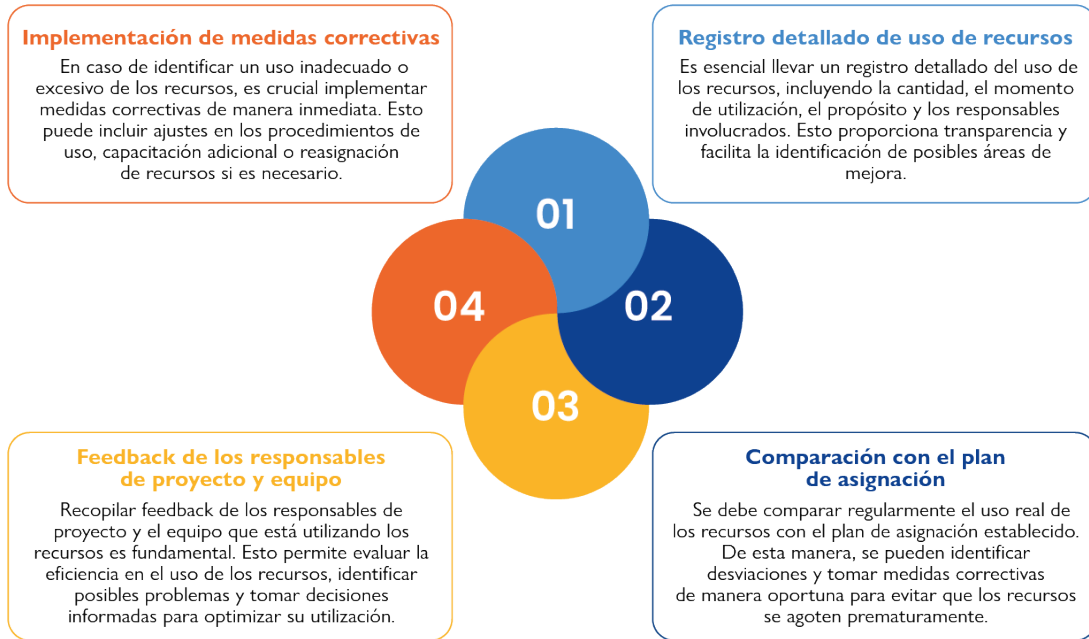 Implementación de medidas correctivas
En caso de identificar un uso inadecuado o
excesivo de los recursos, es crucial implementar
medidas correctivas de manera inmediata. Esto
puede incluir ajustes en los procedimientos de
uso, capacitación adicional o reasignación
de recursos si es necesario.
Registro detallado de uso de recursos
Es esencial llevar un registro detallado del uso de
los recursos, incluyendo la cantidad, el momento
de utilización, el propósito y los responsables
involucrados. Esto proporciona transparencia y
facilita la identificación de posibles áreas de
mejora.
01
04
02
03
Feedback de los responsables
de proyecto y equipo
Recopilar feedback de los responsables de
proyecto y el equipo que está utilizando los
recursos es fundamental. Esto permite evaluar la
eficiencia en el uso de los recursos, identificar
posibles problemas y tomar decisiones
informadas para optimizar su utilización.
Comparación con el plan
de asignación
Se debe comparar regularmente el uso real de
los recursos con el plan de asignación establecido.
De esta manera, se pueden identificar
desviaciones y tomar medidas correctivas
de manera oportuna para evitar que los recursos
se agoten prematuramente.